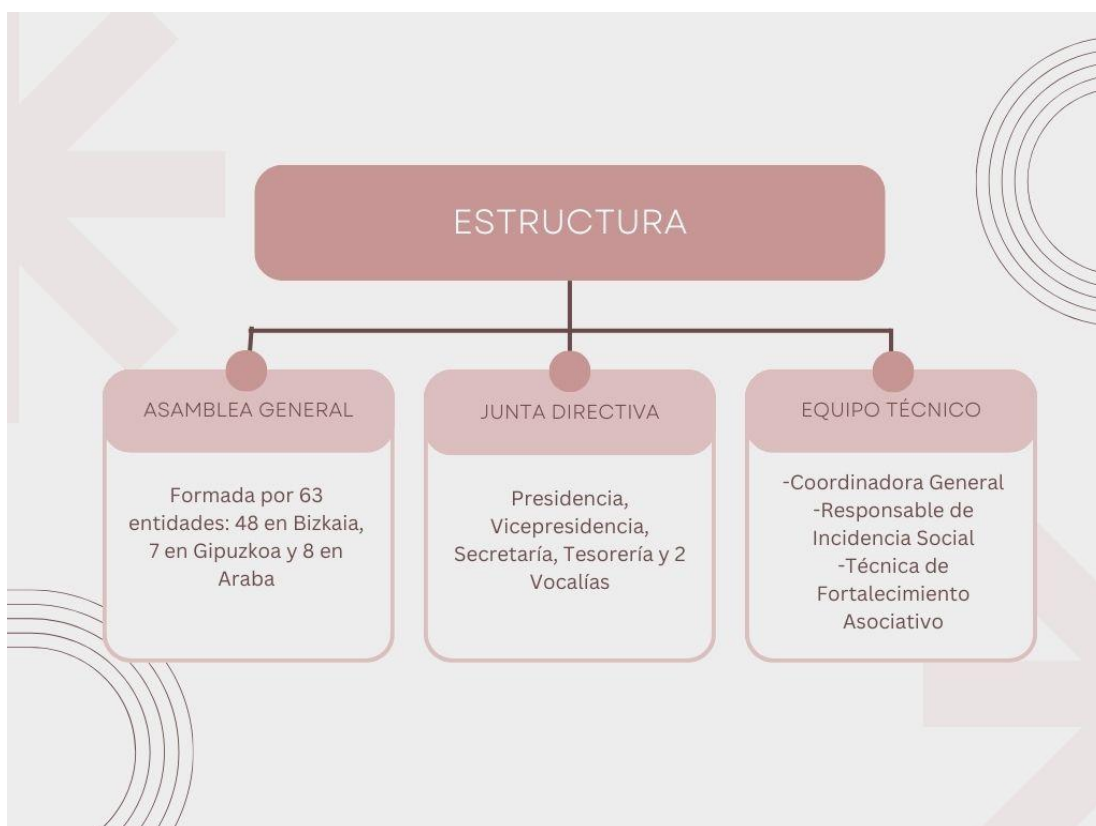 ESTRUCTURA
ASAMBLEA GENERAL
Formada por 63
entidades: 48 en Bizkaia,
7 en Gipuzkoa y 8 en
Araba
JUNTA DIRECTIVA
Presidencia,
Vicepresidencia,
Secretaría, Tesorería y 2
Vocalías
EQUIPO TÉCNICO
-Coordinadora General
-Responsable de
Incidencia Social
-Técnica de
Fortalecimiento
Asociativo